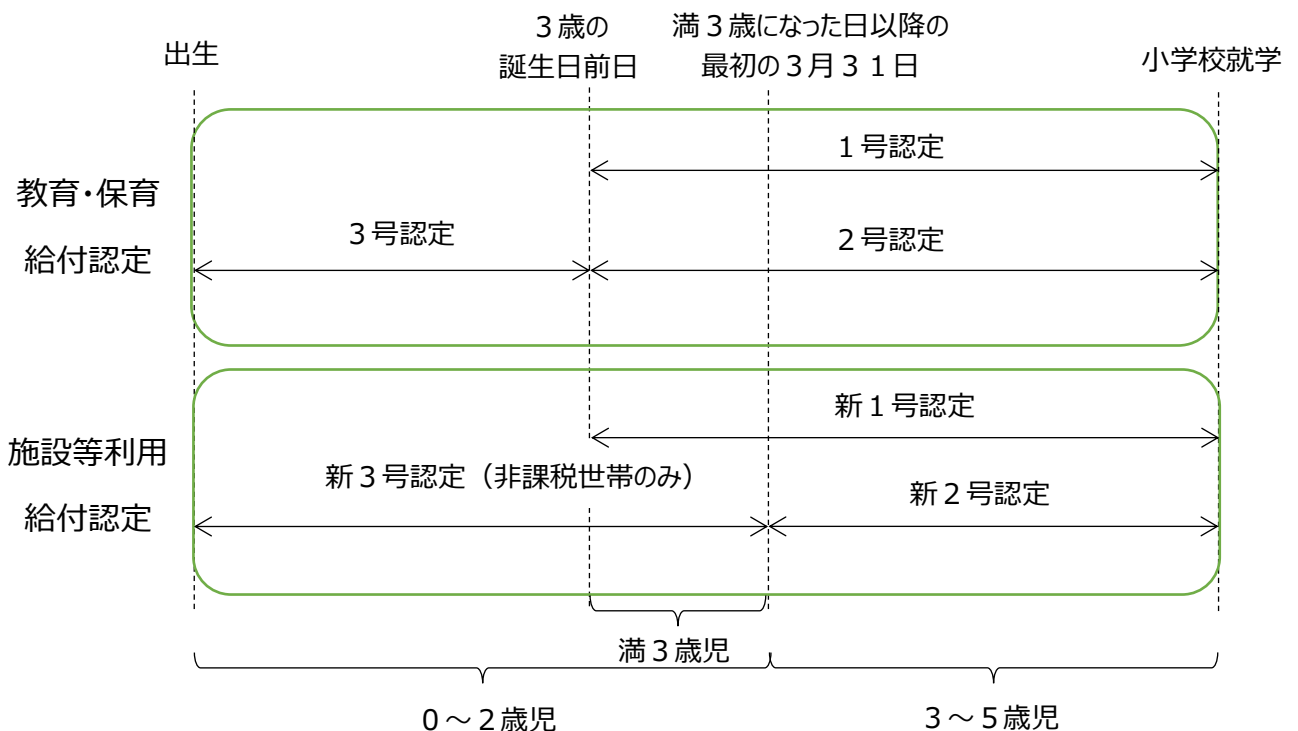 出生
３歳の
誕生日前日
満３歳になった日以降の
最初の３月３１日
小学校就学
教育・保育
給付認定
１号認定
３号認定
２号認定
施設等利用
給付認定
新１号認定
新３号認定（非課税世帯のみ）
新２号認定
満３歳児
０～２歳児
３～５歳児